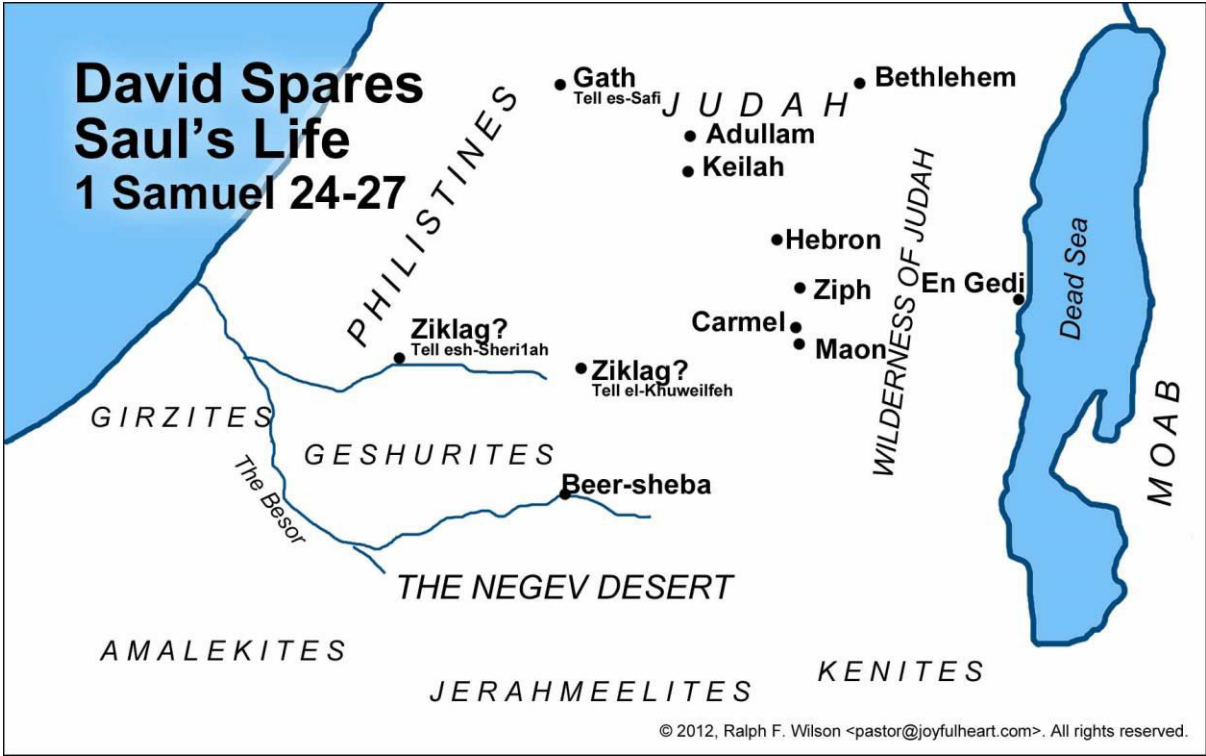 David Spares
Saul's Life
1 Samuel 24-27
Gath
Tell es-Safi
JUDAH
Bethlehem
Adullam
Keilah
PHILISTINES
Hebron
WILDERNESS OF JUDAH
Ziph
En Gedi
Dead Sea
Carmel
Maon
Ziklag?
Tell esh-Sheri1ah
Ziklag?
Tell el-Khuweilfeh
MOAB
GIRZITES
GESHURITES
The Besor
Beer-sheba
THE NEGEV DESERT
AMALEKITES
JERAHMEELITES
KENITES
© 2012, Ralph F. Wilson <pastor@joyfulheart.com>. All rights reserved.